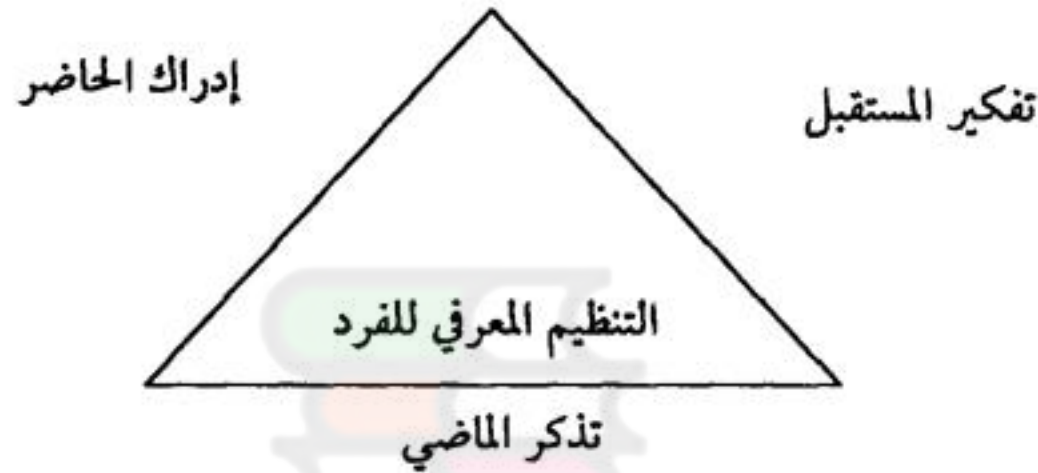 إدراك الحاضر
تفكير المستقبل
التنظيم المعرفي للفرد
تذكر الماضي